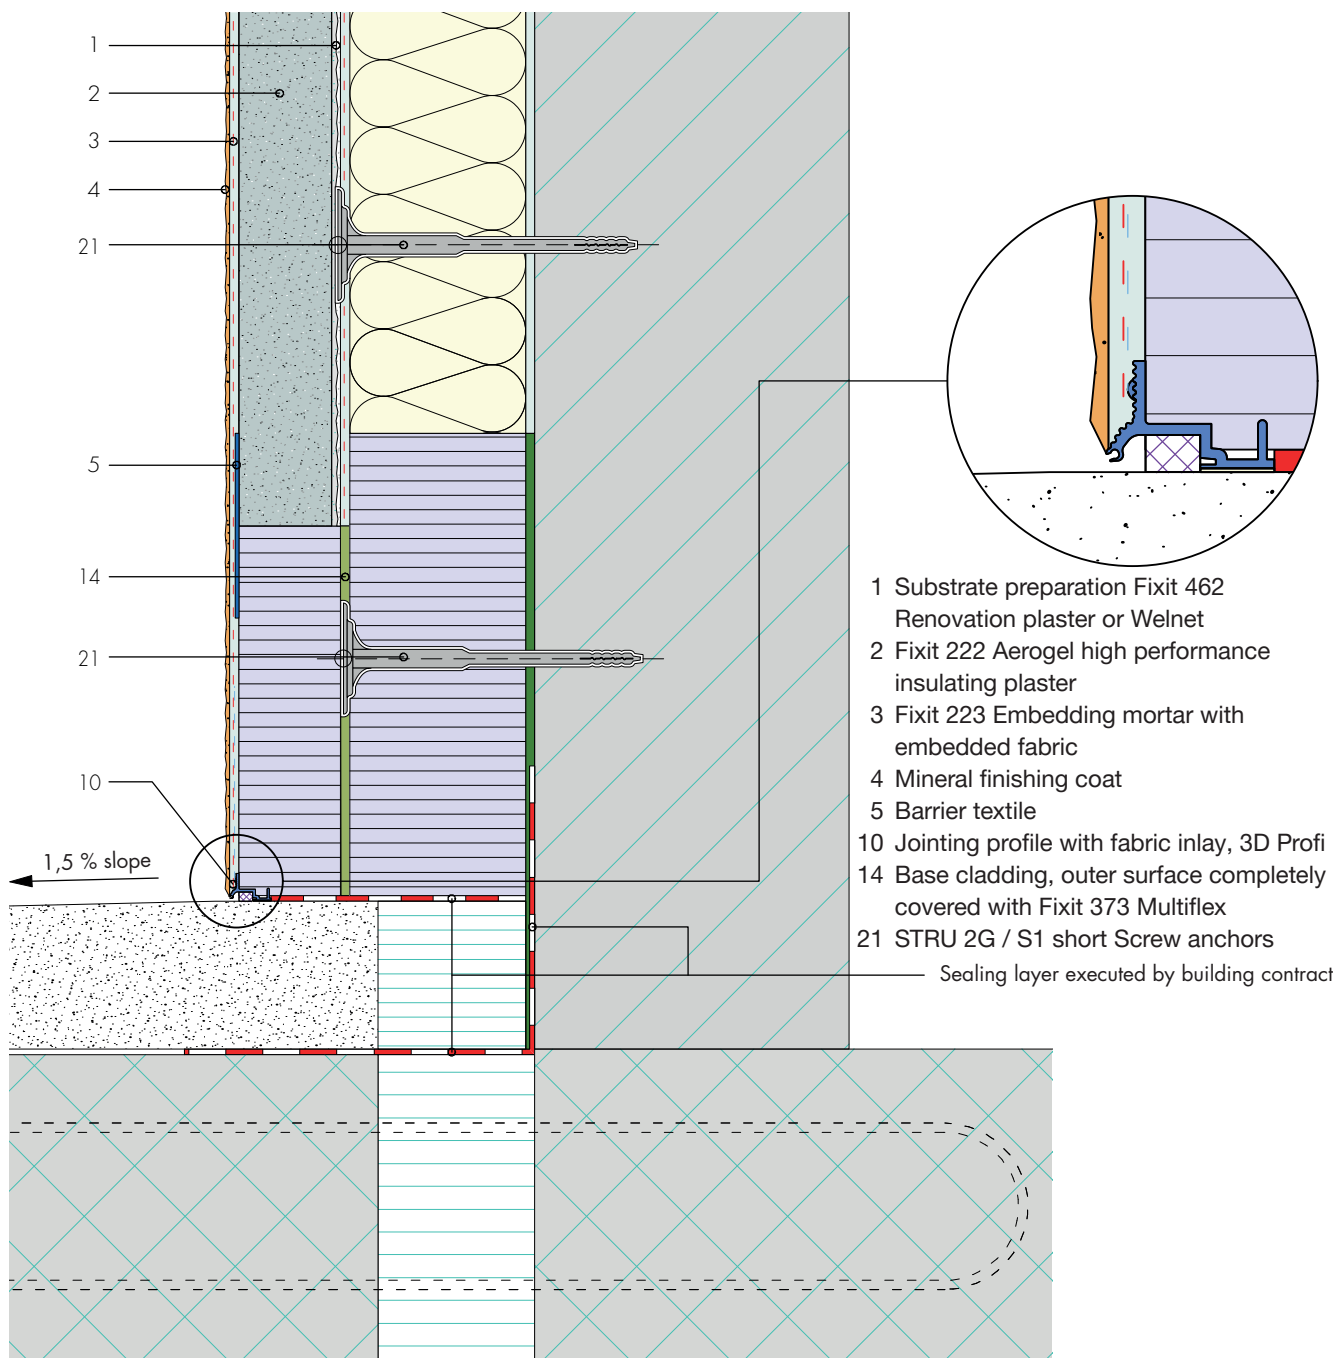 1
2
3
4
21
5
14
21
10
1,5 % slope
1 Substrate preparation Fixit 462
Renovation plaster or Welnet
2 Fixit 222 Aerogel high performance
insulating plaster
3 Fixit 223 Embedding mortar with
embedded fabric
4 Mineral finishing coat
5 Barrier textile
10 Jointing profile with fabric inlay, 3D Profi
14 Base cladding, outer surface completely
covered with Fixit 373 Multiflex
21 STRU 2G / S1 short Screw anchors
Sealing layer executed by building contract